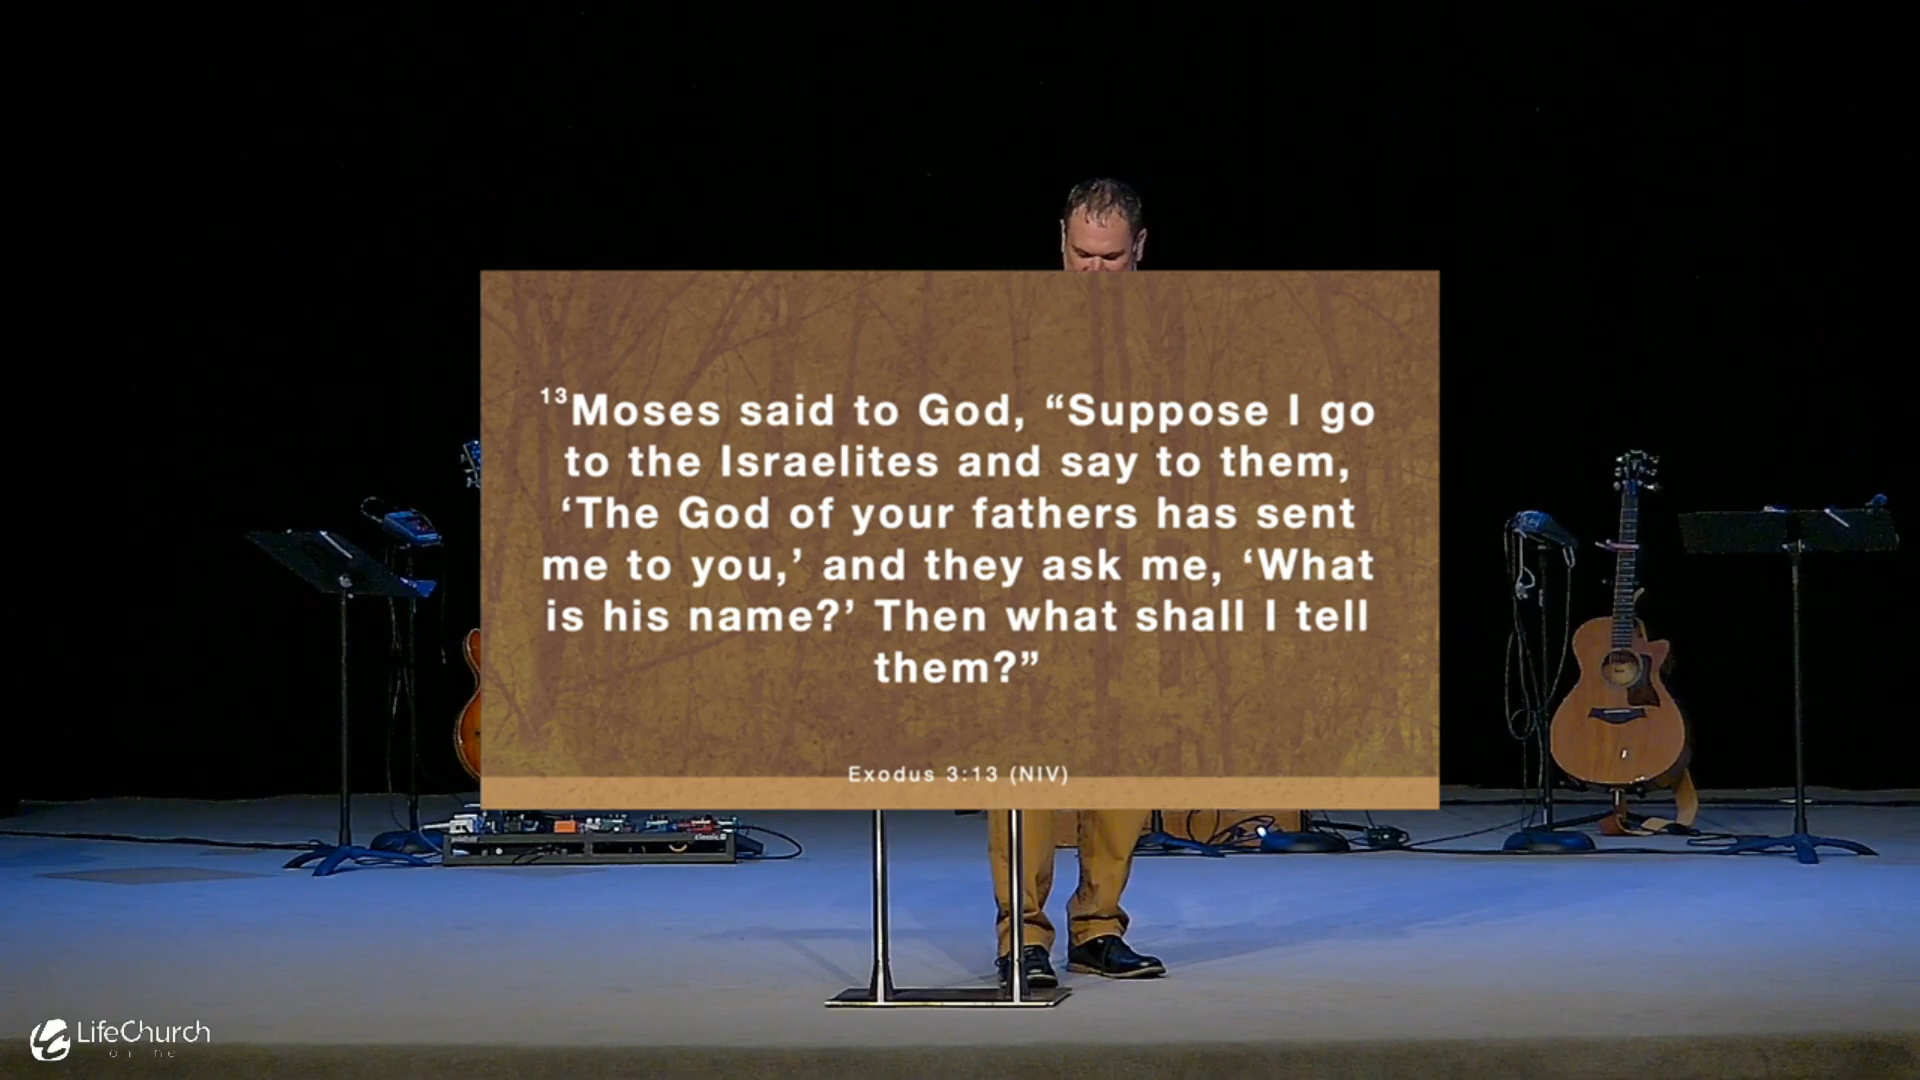 ¹³Moses said to God, “Suppose I go
to the Israelites and say to them,
‘The God of your fathers has sent
me to you,’ and they ask me, ‘What
is his name?’ Then what shall I tell
them?”
Exodus 3:13 (NIV)
LifeChurch